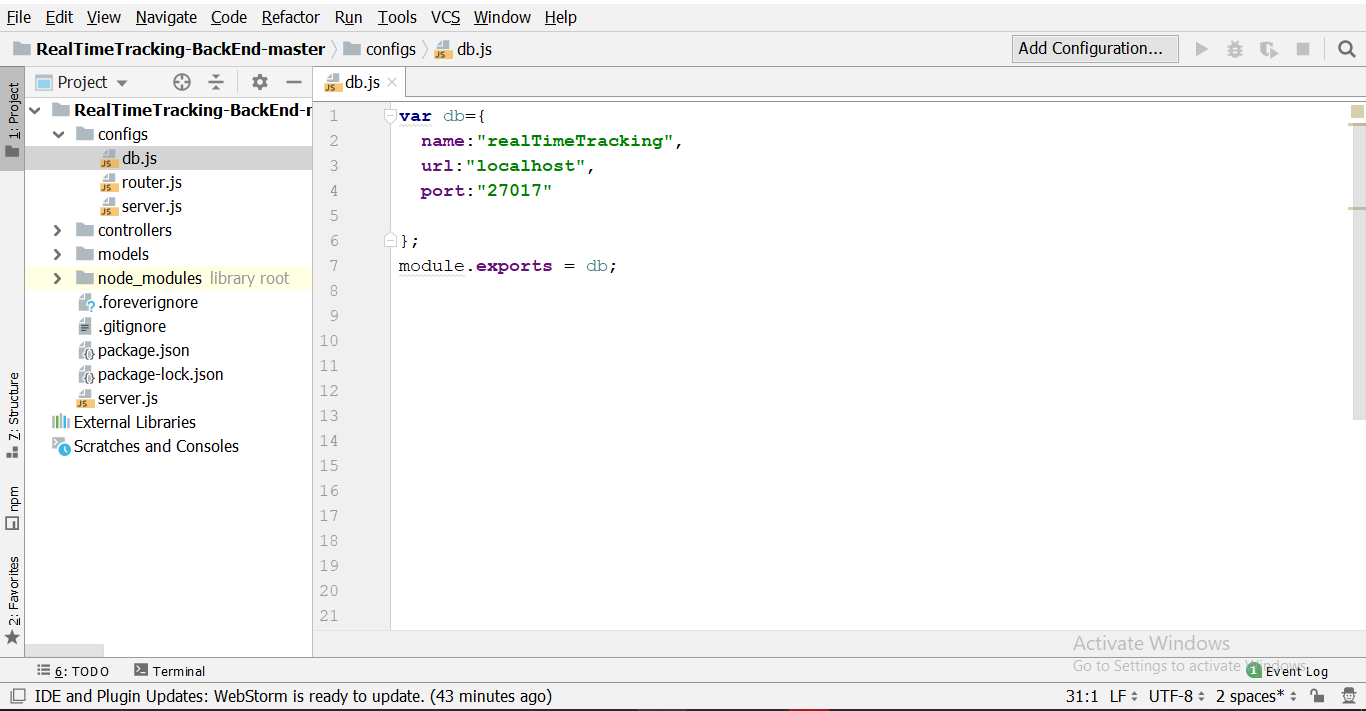 File Edit View Navigate Code Refactor Run Tools VCS Window Help
RealTimeTracking-BackEnd-master configs db.js Add Configuration...
1: Project
Project
db.js
RealTimeTracking-BackEnd-r
configs
db.js
router.js
server.js
controllers
models
node_modules library root
.foreverignore
.gitignore
package.json
package-lock.json
server.js
External Libraries
Scratches and Consoles
7: Structure
npm
2: Favorites
1 var db={
2 name:"realTimeTracking",
3 url:"localhost",
4 port:"27017"
5
6 };
7 module.exports = db;
8
9
10
11
12
13
14
15
16
17
18
19
20
21
Activate Windows
Go to Settings to activate Windows.
6: TODO Terminal 1 Event Log
IDE and Plugin Updates: WebStorm is ready to update. (43 minutes ago) 31:1 LF UTF-8 2 spaces*